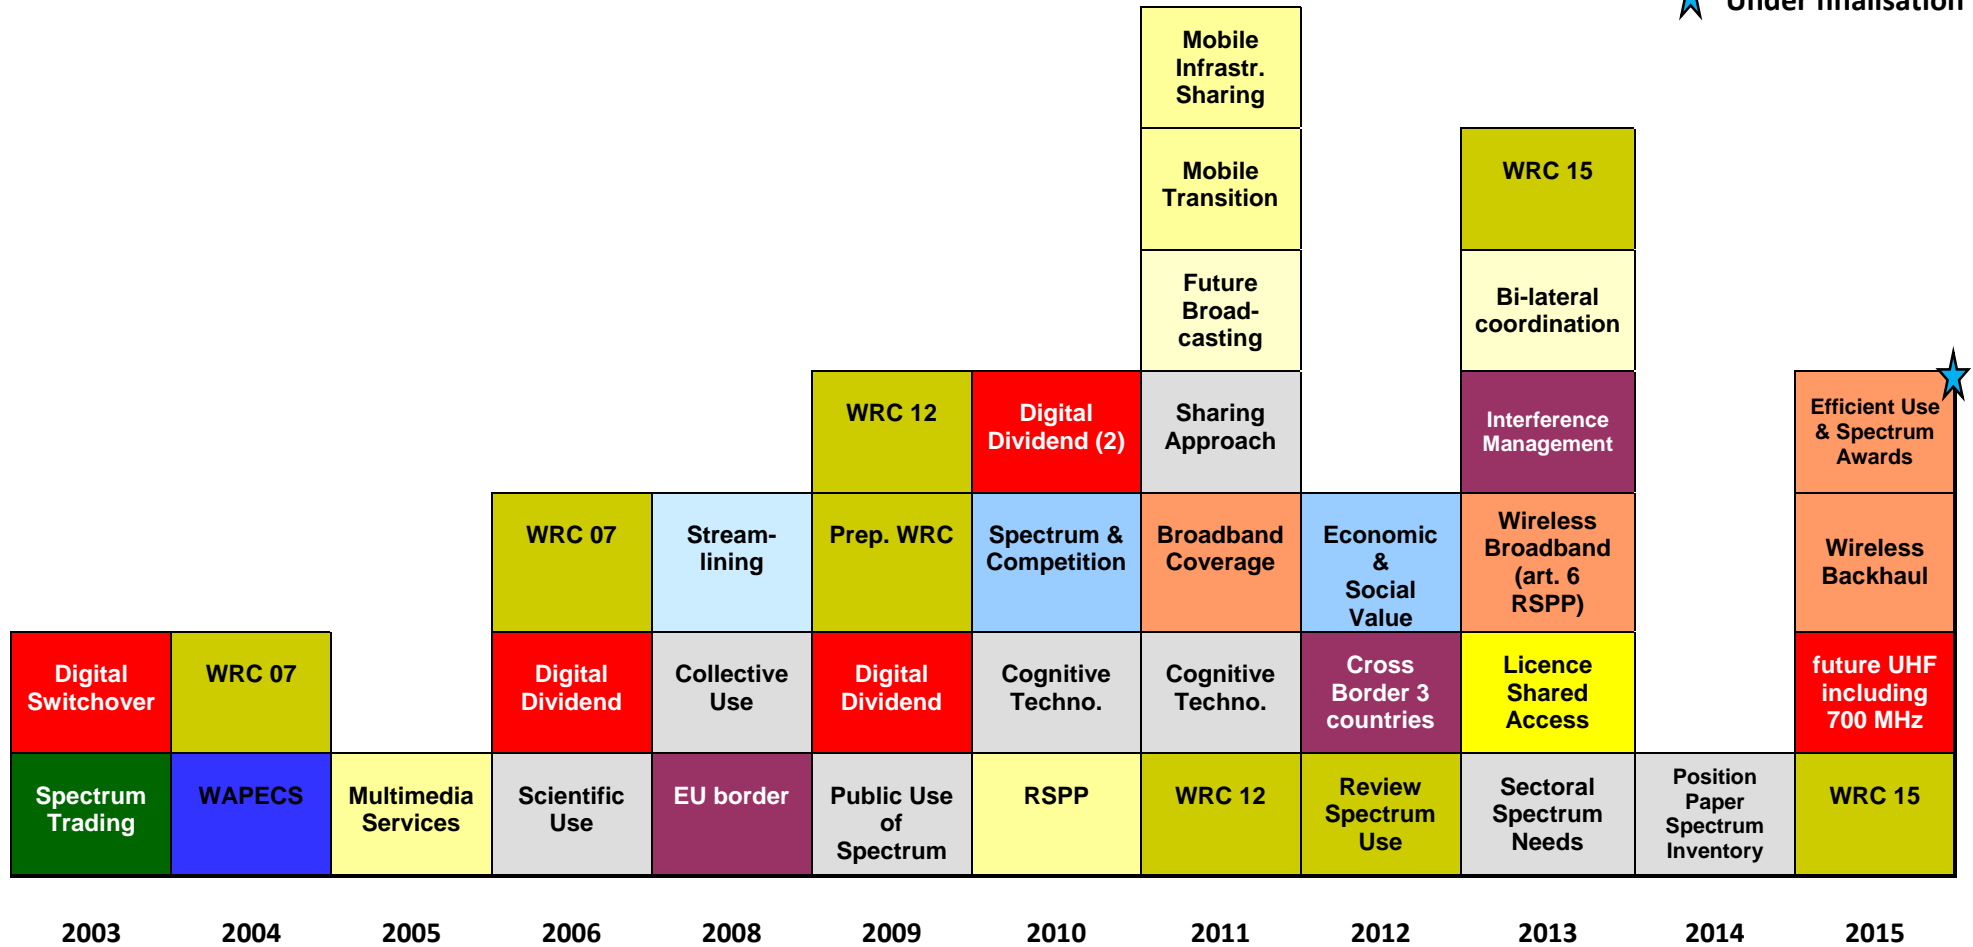 Under finalisation
Mobile
Infrastr.
Sharing
Mobile
Transition
WRC 15
Future
Broad-
casting
Bi-lateral
coordination
WRC 12
Digital
Dividend (2)
Sharing
Approach
Interference
Management
Efficient Use
& Spectrum
Awards
WRC 07
Stream-
lining
Prep. WRC
Spectrum &
Competition
Broadband
Coverage
Economic
&
Social
Value
Wireless
Broadband
(art. 6
RSPP)
Wireless
Backhaul
Digital
Switchover
WRC 07
Digital
Dividend
Collective
Use
Digital
Dividend
Cognitive
Techno.
Cognitive
Techno.
Cross
Border 3
countries
Licence
Shared
Access
future UHF
including
700 MHz
Spectrum
Trading
WAPECS
Multimedia
Services
Scientific
Use
EU border
Public Use
of
Spectrum
RSPP
WRC 12
Review
Spectrum
Use
Sectoral
Spectrum
Needs
Position
Paper
Spectrum
Inventory
WRC 15
2003 2004 2005 2006 2008 2009 2010 2011 2012 2013 2014 2015